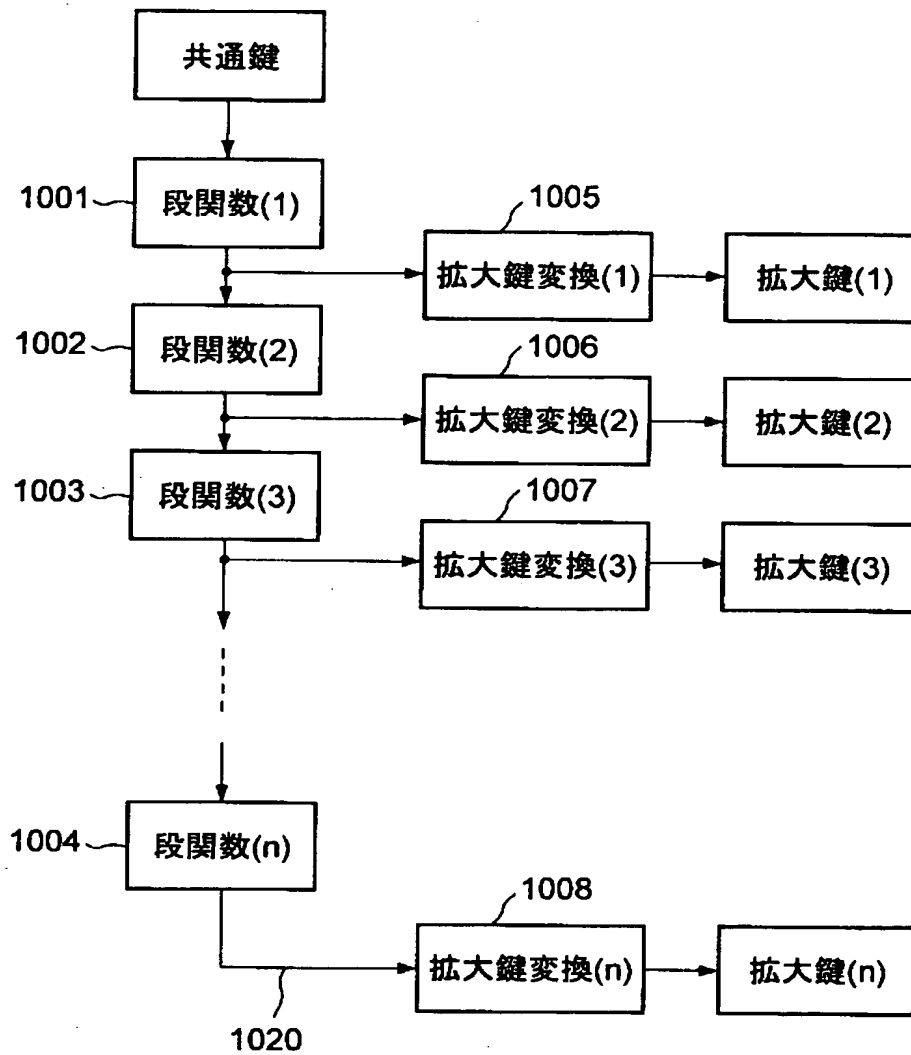 共通鍵
1001
段関数(1)
1005
拡大鍵変換(1)
拡大鍵(1)
1002
段関数(2)
1006
拡大鍵変換(2)
拡大鍵(2)
1003
段関数(3)
1007
拡大鍵変換(3)
拡大鍵(3)
1004
段関数(n)
1008
拡大鍵変換(n)
拡大鍵(n)
1020